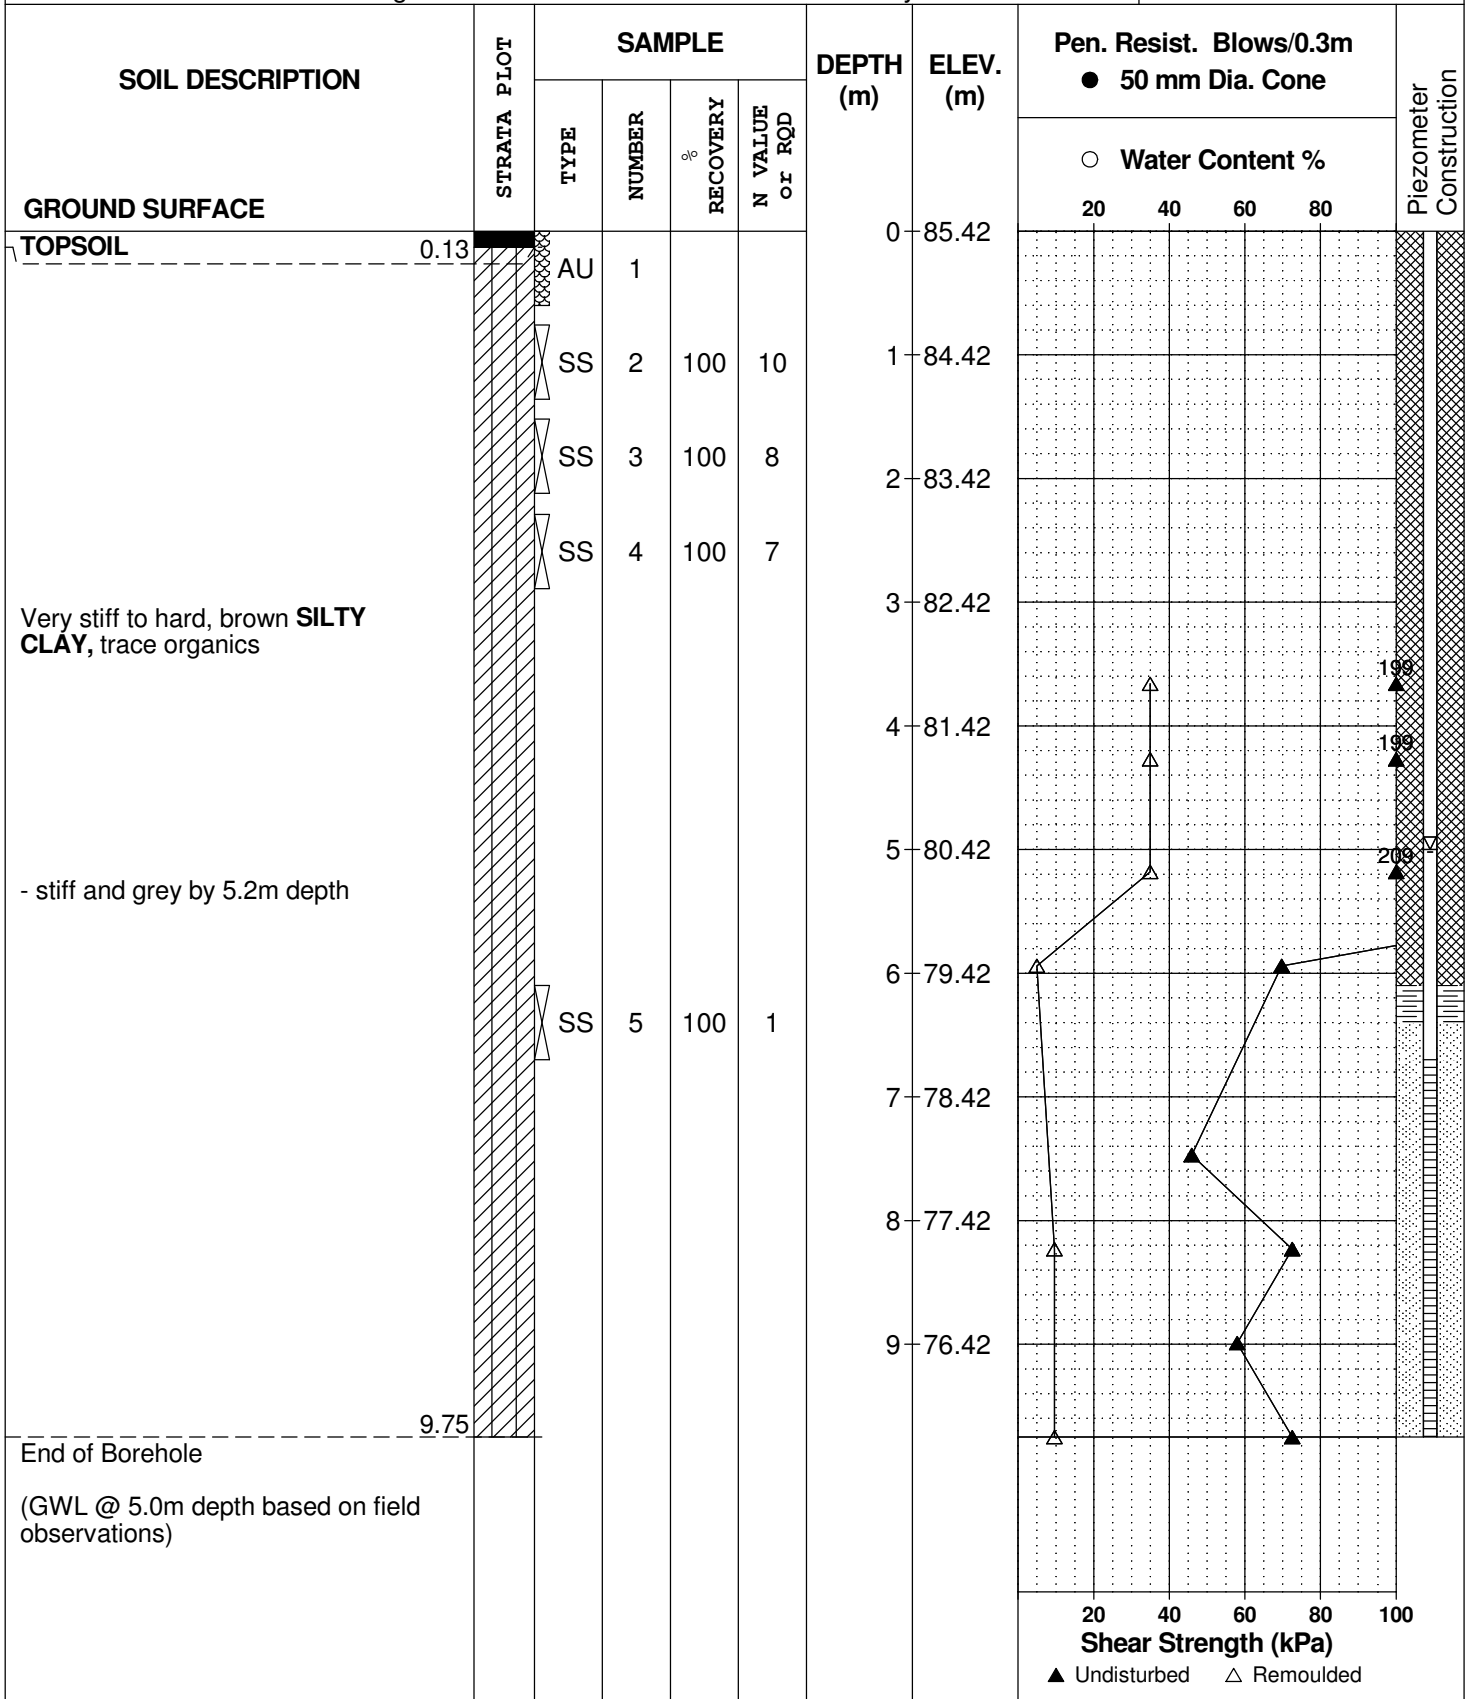 SOIL DESCRIPTION
GROUND SURFACE
STRATA PLOT
SAMPLE
TYPE
NUMBER
% RECOVERY
N VALUE or RQD
DEPTH (m)
ELEV. (m)
Pen. Resist. Blows/0.3m
● 50 mm Dia. Cone
○ Water Content %
20 40 60 80
Piezometer Construction
TOPSOIL 0.13
0 85.42
AU 1
SS 2 100 10
1 84.42
SS 3 100 8
2 83.42
SS 4 100 7
3 82.42
Very stiff to hard, brown SILTY
CLAY, trace organics
199
4 81.42
199
5 80.42
209
- stiff and grey by 5.2m depth
6 79.42
SS 5 100 1
7 78.42
8 77.42
9 76.42
9.75
End of Borehole
(GWL @ 5.0m depth based on field
observations)
20 40 60 80 100
Shear Strength (kPa)
▲ Undisturbed △ Remoulded